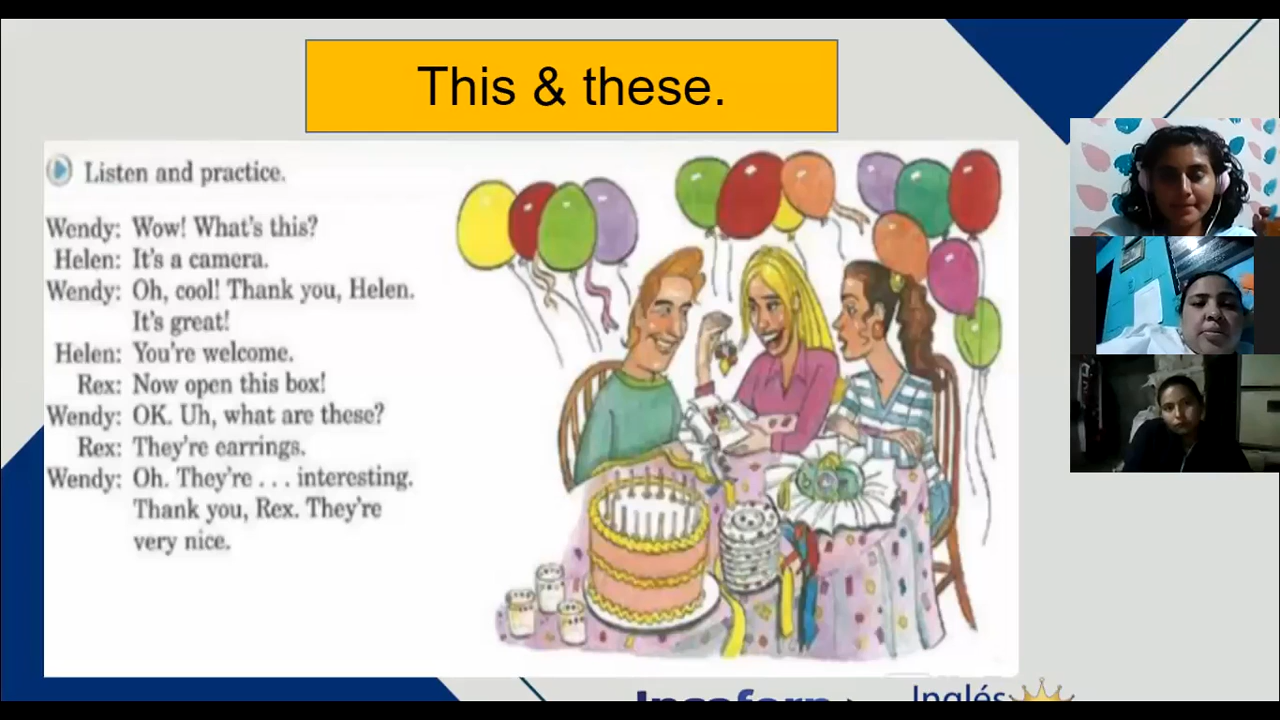 This & these.
Listen and practice.
Wendy: Wow! What's this?
Helen: It's a camera.
Wendy: Oh, cool! Thank you, Helen.
It's great!
Helen: You're welcome.
Rex: Now open this box!
Wendy: OK. Uh, what are these?
Rex: They're earrings.
Wendy: Oh. They're . . . interesting.
Thank you, Rex. They're
very nice.
Inglés